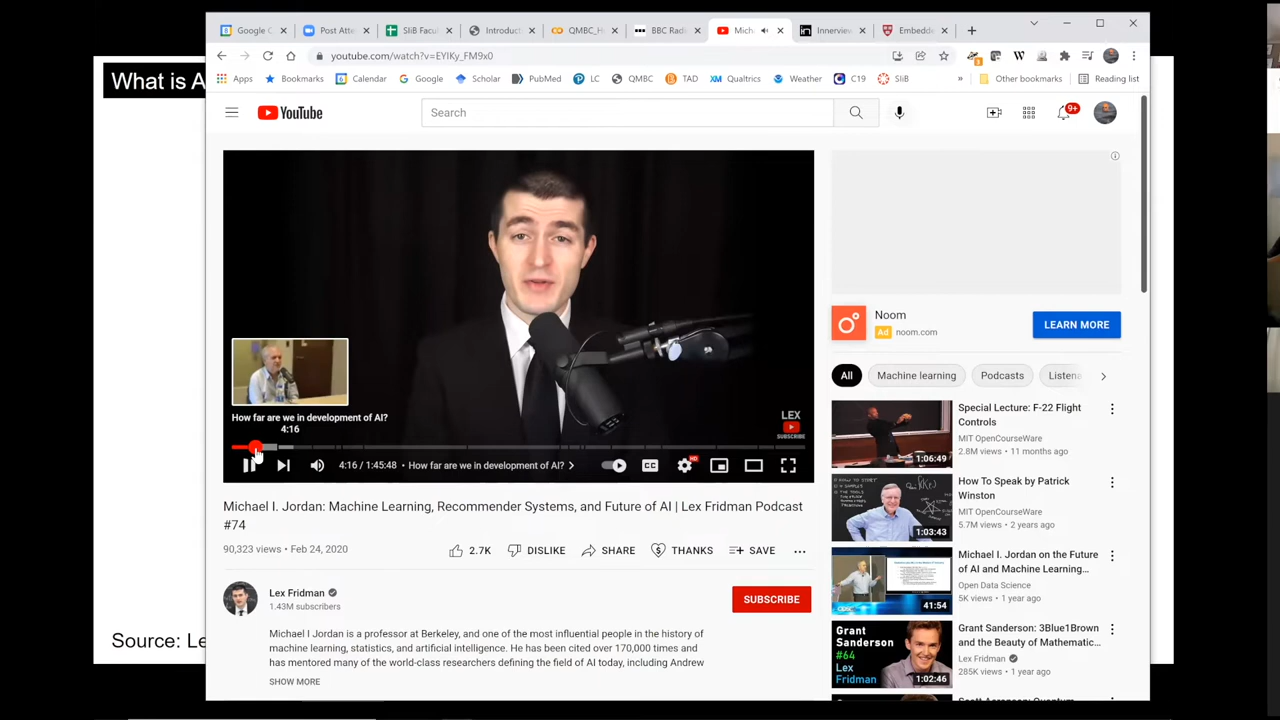 Google C
Post Atte
SliB Facul
Introduct
QMBC_H
BBC Radi
Mich
Innerview
Embedde
youtube.com/watch?v=EYIKy_FM9x0
Apps
Bookmarks
Calendar
Google
Scholar
PubMed
LC
QMBC
TAD
Qualtrics
Weather
C19
SliB
»
Other bookmarks
Reading list
What is A
YouTube
Search
9+
How far are we in development of AI?
4:16
LEX
SUBSCRIBE
4:16 / 1:45:48 • How far are we in development of AI?
CC
HD
Michael I. Jordan: Machine Learning, Recommender Systems, and Future of AI | Lex Fridman Podcast
#74
90,323 views • Feb 24, 2020
2.7K
DISLIKE
SHARE
THANKS
SAVE
Lex Fridman
1.43M subscribers
SUBSCRIBE
Michael I Jordan is a professor at Berkeley, and one of the most influential people in the history of
machine learning, statistics, and artificial intelligence. He has been cited over 170,000 times and
has mentored many of the world-class researchers defining the field of AI today, including Andrew
SHOW MORE
Source: Le
Noom
Ad noom.com
LEARN MORE
All
Machine learning
Podcasts
Listena
Special Lecture: F-22 Flight
Controls
MIT OpenCourseWare
2.8M views • 11 months ago
1:06:49
How To Speak by Patrick
Winston
MIT OpenCourseWare
5.7M views • 2 years ago
1:03:43
Michael I. Jordan on the Future
of AI and Machine Learning...
Open Data Science
5K views • 1 year ago
41:54
Grant Sanderson: 3Blue1Brown
and the Beauty of Mathematic...
Lex Fridman
285K views • 1 year ago
Grant
Sanderson
#64
Lex
Fridman
1:02:46